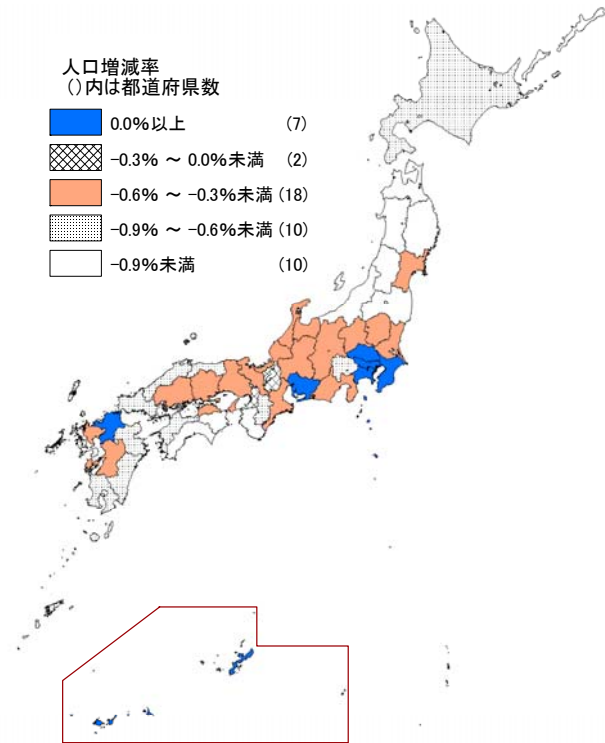 人口増減率
()内は都道府県数
0.0%以上 (7)
-0.3% ～ 0.0%未満 (2)
-0.6% ～ -0.3%未満 (18)
-0.9% ～ -0.6%未満 (10)
-0.9%未満 (10)